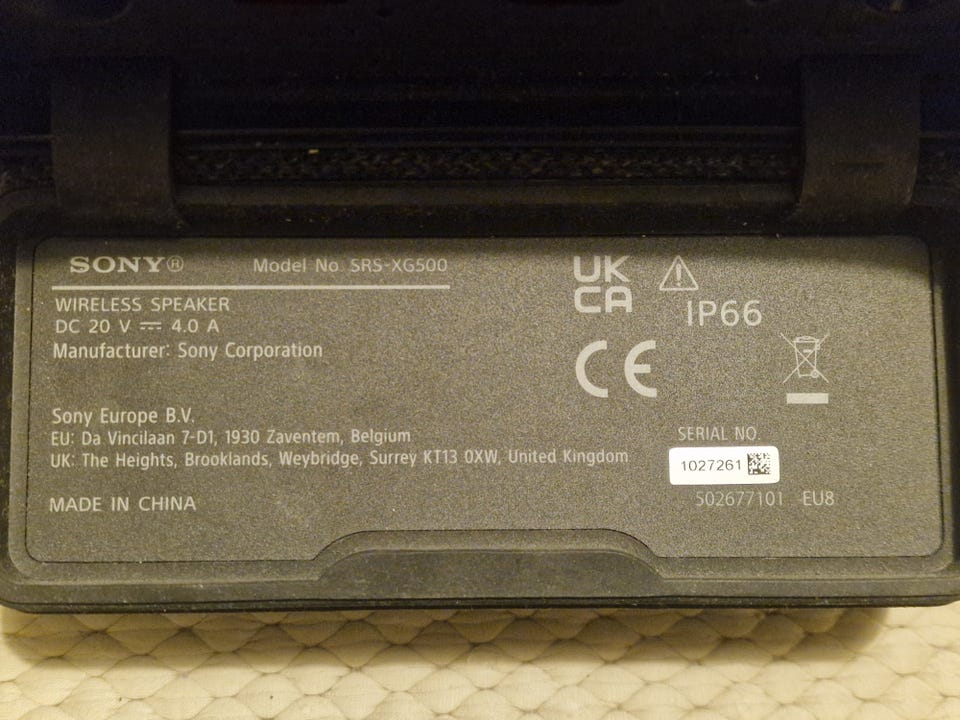 SONY® Model No SRS-XG500
WIRELESS SPEAKER
DC 20 V ⎓ 4.0 A
Manufacturer: Sony Corporation
Sony Europe B.V.
EU: Da Vincilaan 7-D1, 1930 Zaventem, Belgium
UK: The Heights, Brooklands, Weybridge, Surrey KT13 0XW, United Kingdom
MADE IN CHINA
UK
CA
IP66
CE
SERIAL NO.
1027261
502677101 EU8